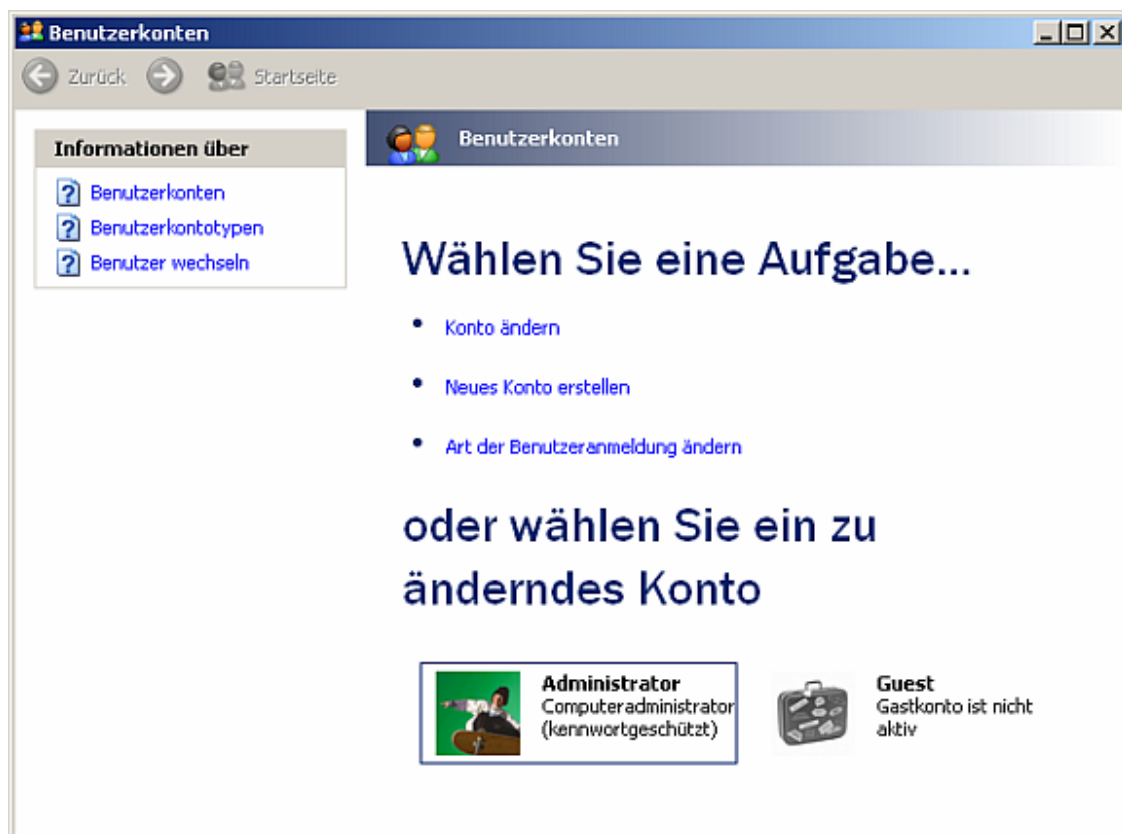 Benutzerkonten
Zurück
Startseite
Informationen über
Benutzerkonten
Benutzerkontotypen
Benutzer wechseln
Benutzerkonten
Wählen Sie eine Aufgabe...
Konto ändern
Neues Konto erstellen
Art der Benutzeranmeldung ändern
oder wählen Sie ein zu
änderndes Konto
Administrator
Computeradministrator
(kennwortgeschützt)
Guest
Gastkonto ist nicht
aktiv